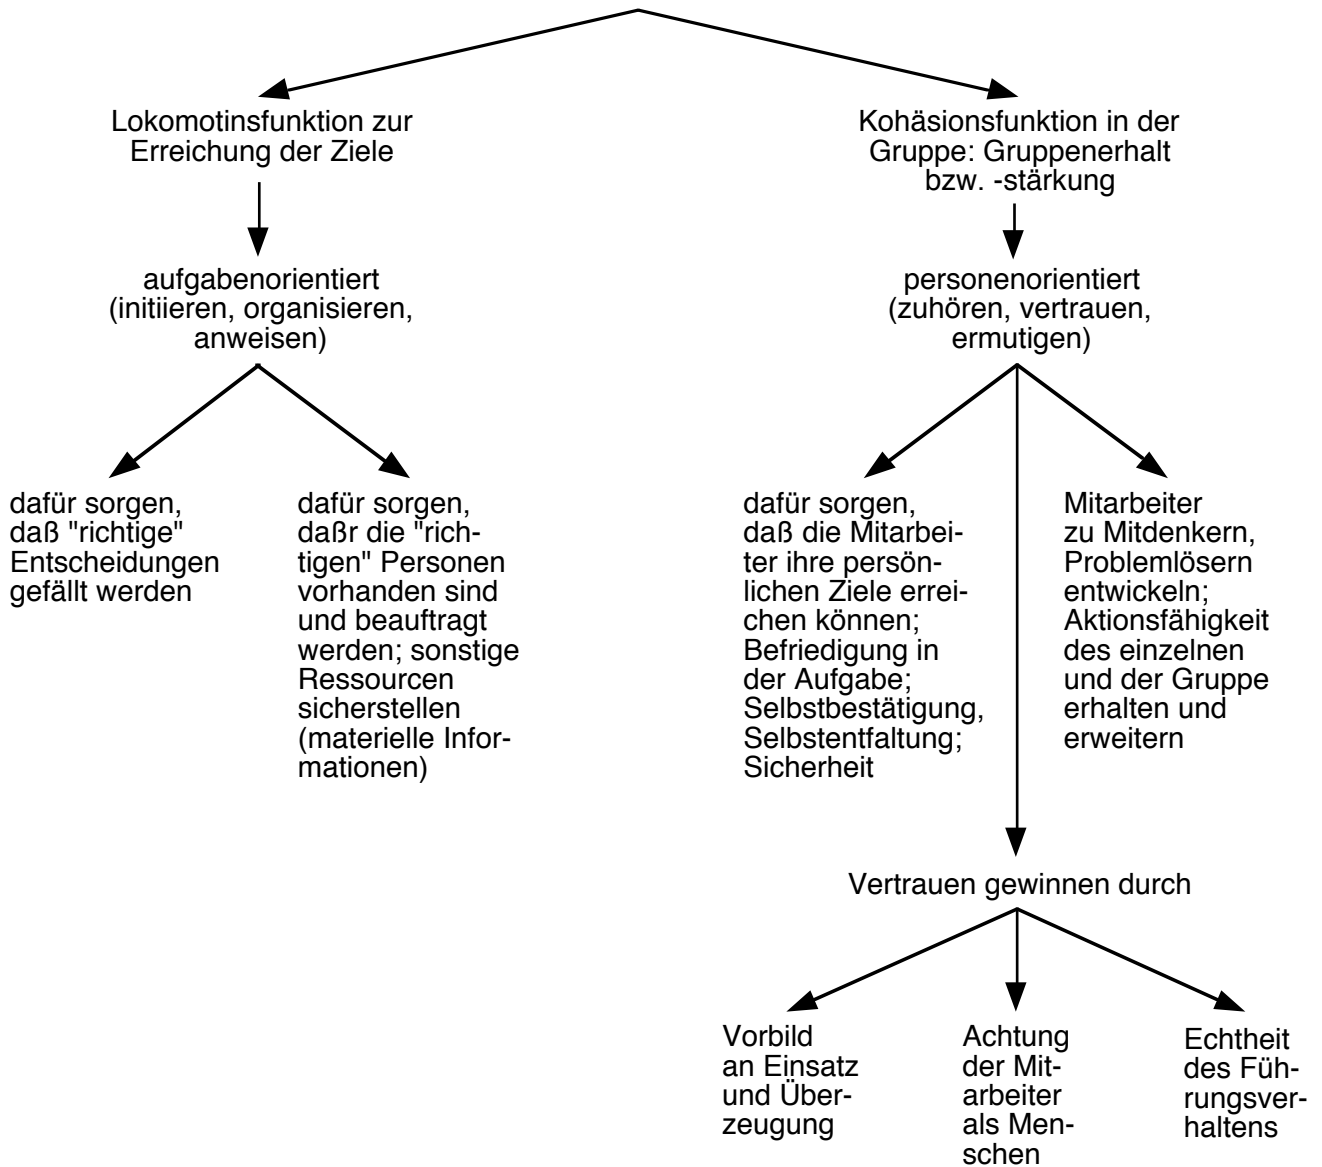 Lokomotinsfunktion zur
Erreichung der Ziele
Kohäsionsfunktion in der
Gruppe: Gruppenerhalt
bzw. -stärkung
aufgabenorientiert
(initiieren, organisieren,
anweisen)
personenorientiert
(zuhören, vertrauen,
ermutigen)
dafür sorgen,
daß "richtige"
Entscheidungen
gefällt werden
dafür sorgen,
daßr die "rich-
tigen" Personen
vorhanden sind
und beauftragt
werden; sonstige
Ressourcen
sicherstellen
(materielle Infor-
mationen)
dafür sorgen,
daß die Mitarbei-
ter ihre persön-
lichen Ziele errei-
chen können;
Befriedigung in
der Aufgabe;
Selbstbestätigung,
Selbstentfaltung;
Sicherheit
Mitarbeiter
zu Mitdenkern,
Problemlösern
entwickeln;
Aktionsfähigkeit
des einzelnen
und der Gruppe
erhalten und
erweitern
Vertrauen gewinnen durch
Vorbild
an Einsatz
und Über-
zeugung
Achtung
der Mit-
arbeiter
als Men-
schen
Echtheit
des Füh-
rungsver-
haltens